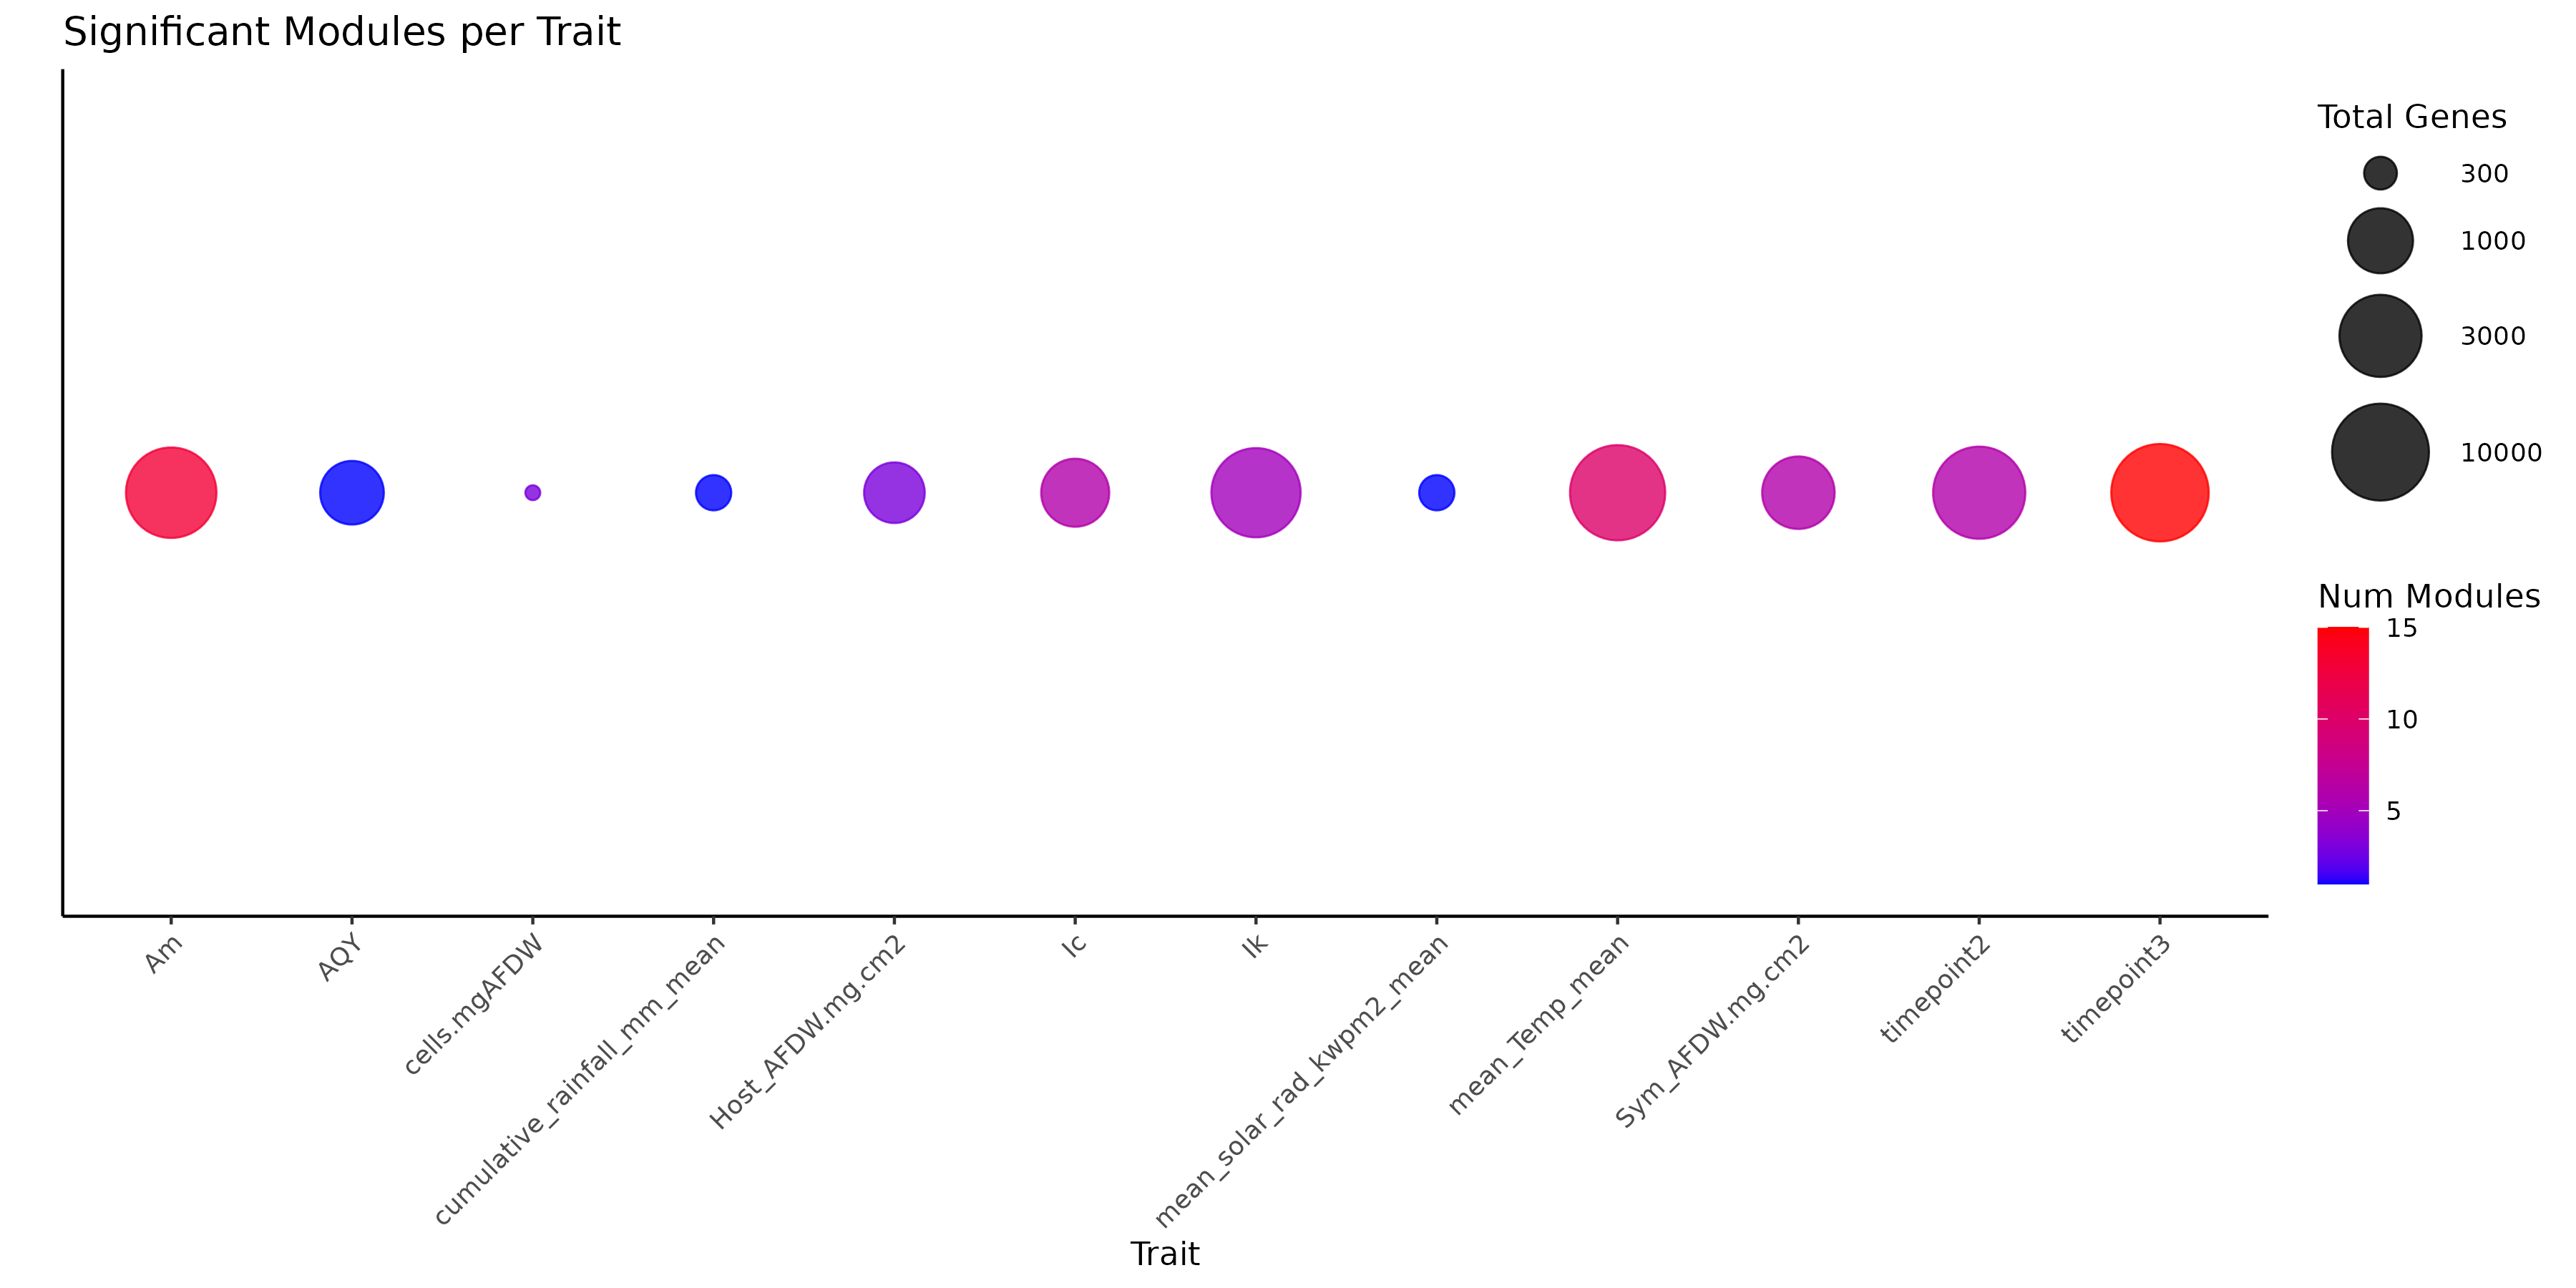 Significant Modules per Trait
Total Genes
300
1000
3000
10000
Num Modules
15
10
5
Am
AQY
cells.mgAFDW
cumulative_rainfall_mm_mean
Host_AFDW.mg.cm2
Ic
Ik
mean_solar_rad_kwpm2_mean
mean_Temp_mean
Sym_AFDW.mg.cm2
timepoint2
timepoint3
Trait